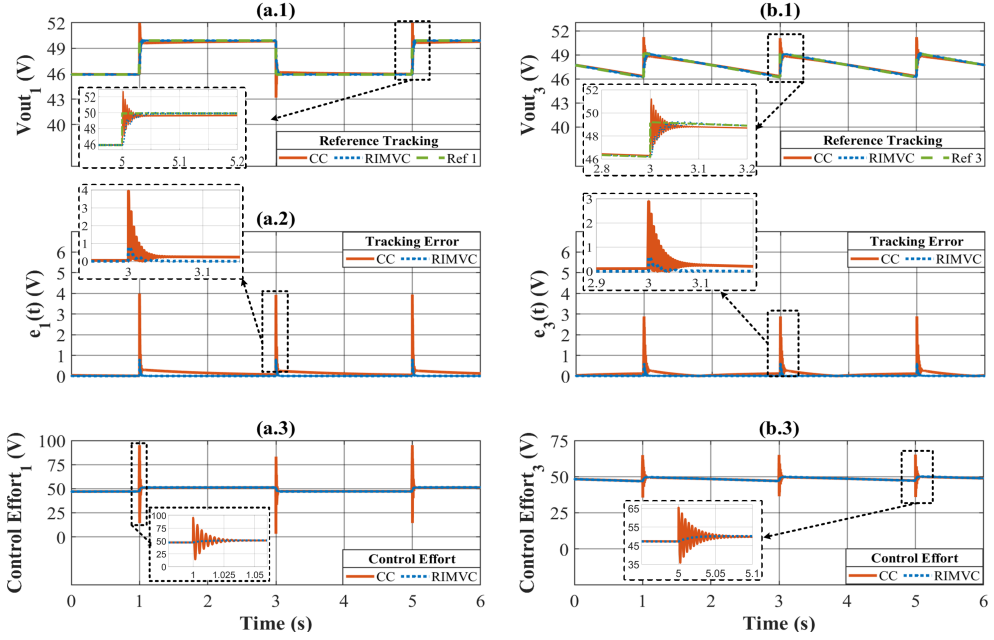 (a.1)
52
49
46
43
40
Vout1 (V)
52
50
48
46
5
5.1
5.2
Reference Tracking
CC RIMVC Ref 1
(b.1)
52
49
46
43
40
Vout3 (V)
52
50
48
46
2.8
3
3.1
3.2
Reference Tracking
CC RIMVC Ref 3
(a.2)
6
5
4
3
2
1
0
e1(t) (V)
4
3
2
1
0
3
3.1
Tracking Error
CC RIMVC
6
5
4
3
2
1
0
e3(t) (V)
3
2
1
0
2.9
3
3.1
Tracking Error
CC RIMVC
(a.3)
100
75
50
25
0
Control Effort1 (V)
100
75
50
25
0
1
1.025
1.05
Control Effort
CC RIMVC
0 1 2 3 4 5 6
Time (s)
(b.3)
75
50
25
0
Control Effort3 (V)
65
55
45
35
5
5.05
5.1
Control Effort
CC RIMVC
0 1 2 3 4 5 6
Time (s)